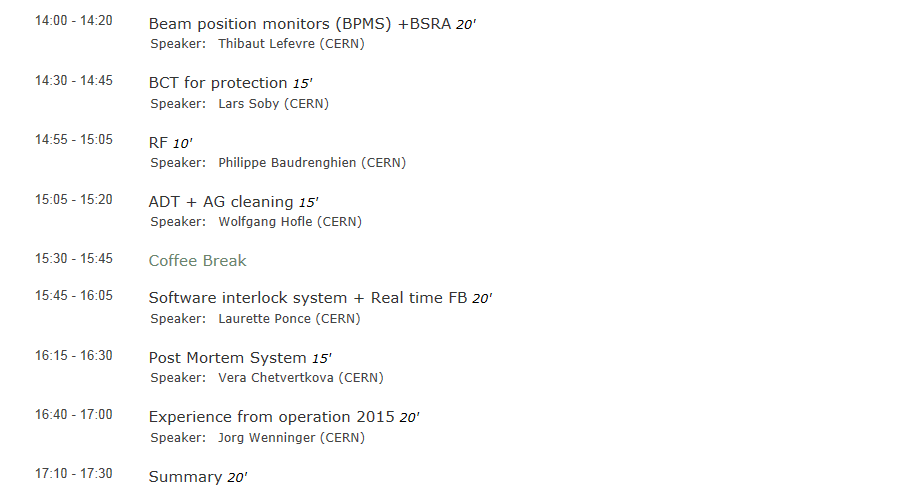 14:00 - 14:20 Beam position monitors (BPMS) +BSRA 20'
Speaker: Thibaut Lefevre (CERN)
14:30 - 14:45 BCT for protection 15'
Speaker: Lars Soby (CERN)
14:55 - 15:05 RF 10'
Speaker: Philippe Baudrenghien (CERN)
15:05 - 15:20 ADT + AG cleaning 15'
Speaker: Wolfgang Hofle (CERN)
15:30 - 15:45 Coffee Break
15:45 - 16:05 Software interlock system + Real time FB 20'
Speaker: Laurette Ponce (CERN)
16:15 - 16:30 Post Mortem System 15'
Speaker: Vera Chetvertkova (CERN)
16:40 - 17:00 Experience from operation 2015 20'
Speaker: Jorg Wenninger (CERN)
17:10 - 17:30 Summary 20'